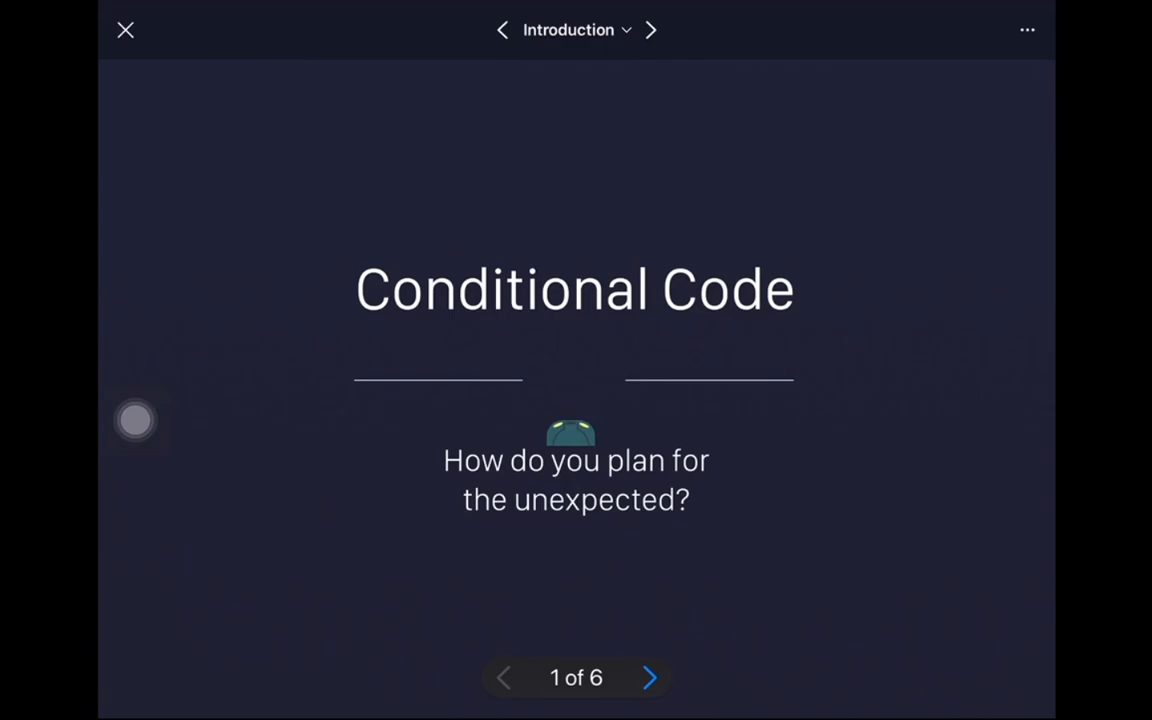 Introduction
Conditional Code
How do you plan for
the unexpected?
1 of 6